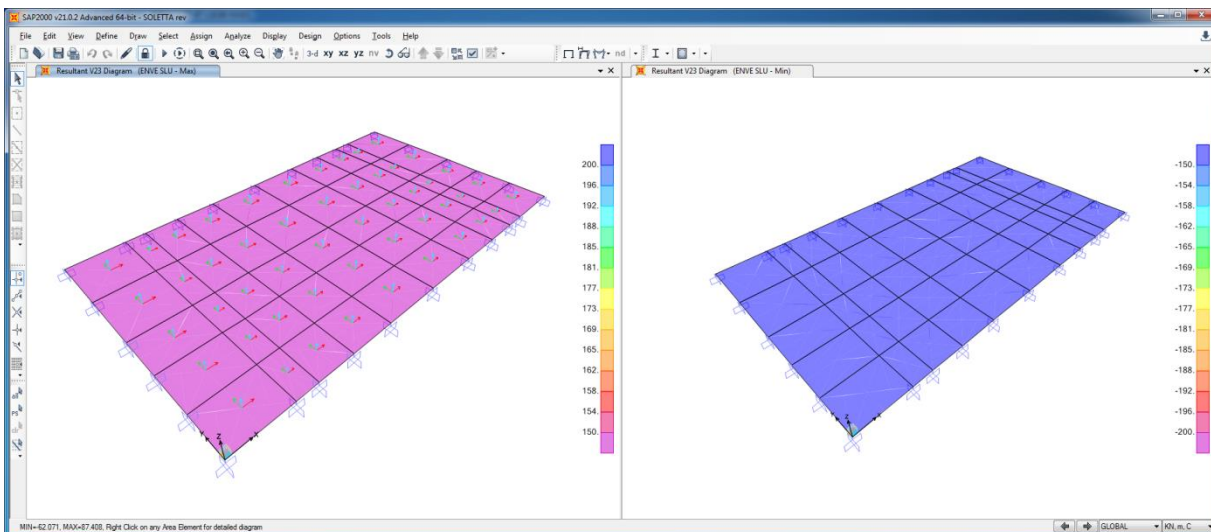 SAP2000 v21.0.2 Advanced 64-bit - SOLETTA rev
File Edit View Define Draw Select Assign Analyze Display Design Options Tools Help
3-d xy xz yz nv
nd
Resultant V23 Diagram (ENVE SLU - Max)
200.
196.
192.
188.
185.
181.
177.
173.
169.
165.
162.
158.
154.
150.
X
Y
Z
all
PS
clr
Resultant V23 Diagram (ENVE SLU - Min)
-150.
-154.
-158.
-162.
-165.
-169.
-173.
-177.
-181.
-185.
-188.
-192.
-196.
-200.
X
Y
Z
MIN=-62.071, MAX=87.408, Right Click on any Area Element for detailed diagram
GLOBAL
KN, m, C